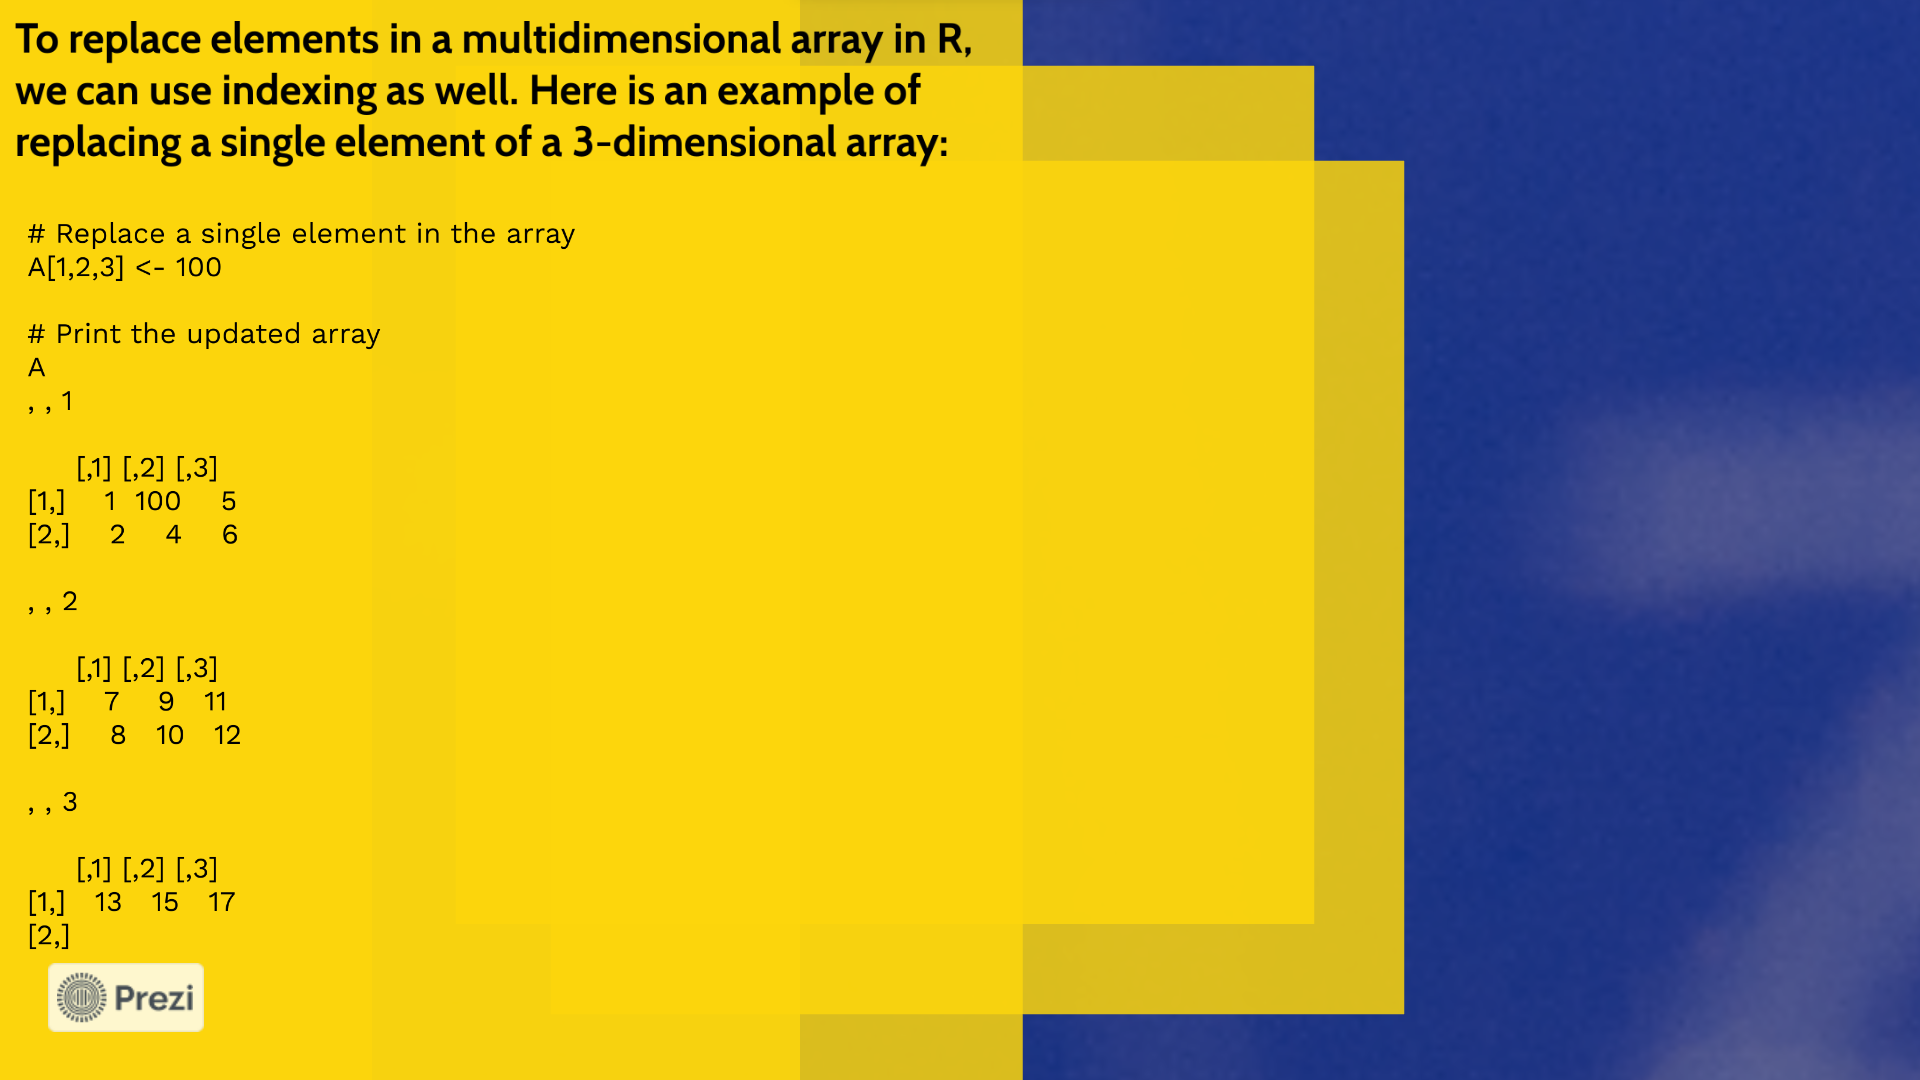 To replace elements in a multidimensional array in R,
we can use indexing as well. Here is an example of
replacing a single element of a 3-dimensional array:
# Replace a single element in the array
A[1,2,3] <- 100
# Print the updated array
A
, , 1
[,1] [,2] [,3]
[1,] 1 100 5
[2,] 2 4 6
, , 2
[,1] [,2] [,3]
[1,] 7 9 11
[2,] 8 10 12
, , 3
[,1] [,2] [,3]
[1,] 13 15 17
[2,]
Prezi